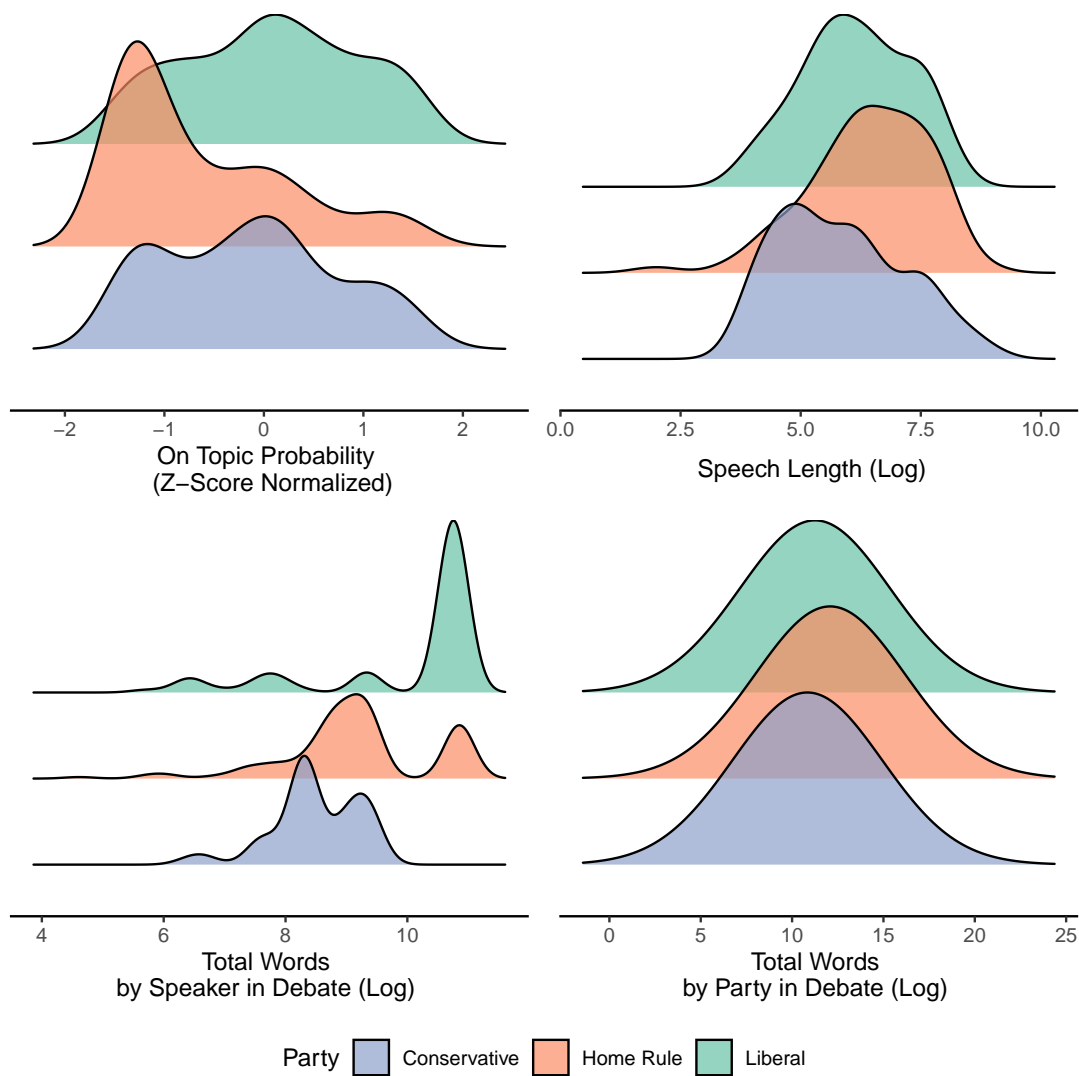 −2 −1 0 1 2
On Topic Probability
(Z−Score Normalized)
0.0 2.5 5.0 7.5 10.0
Speech Length (Log)
4 6 8 10
Total Words
by Speaker in Debate (Log)
0 5 10 15 20 25
Total Words
by Party in Debate (Log)
Party Conservative Home Rule Liberal